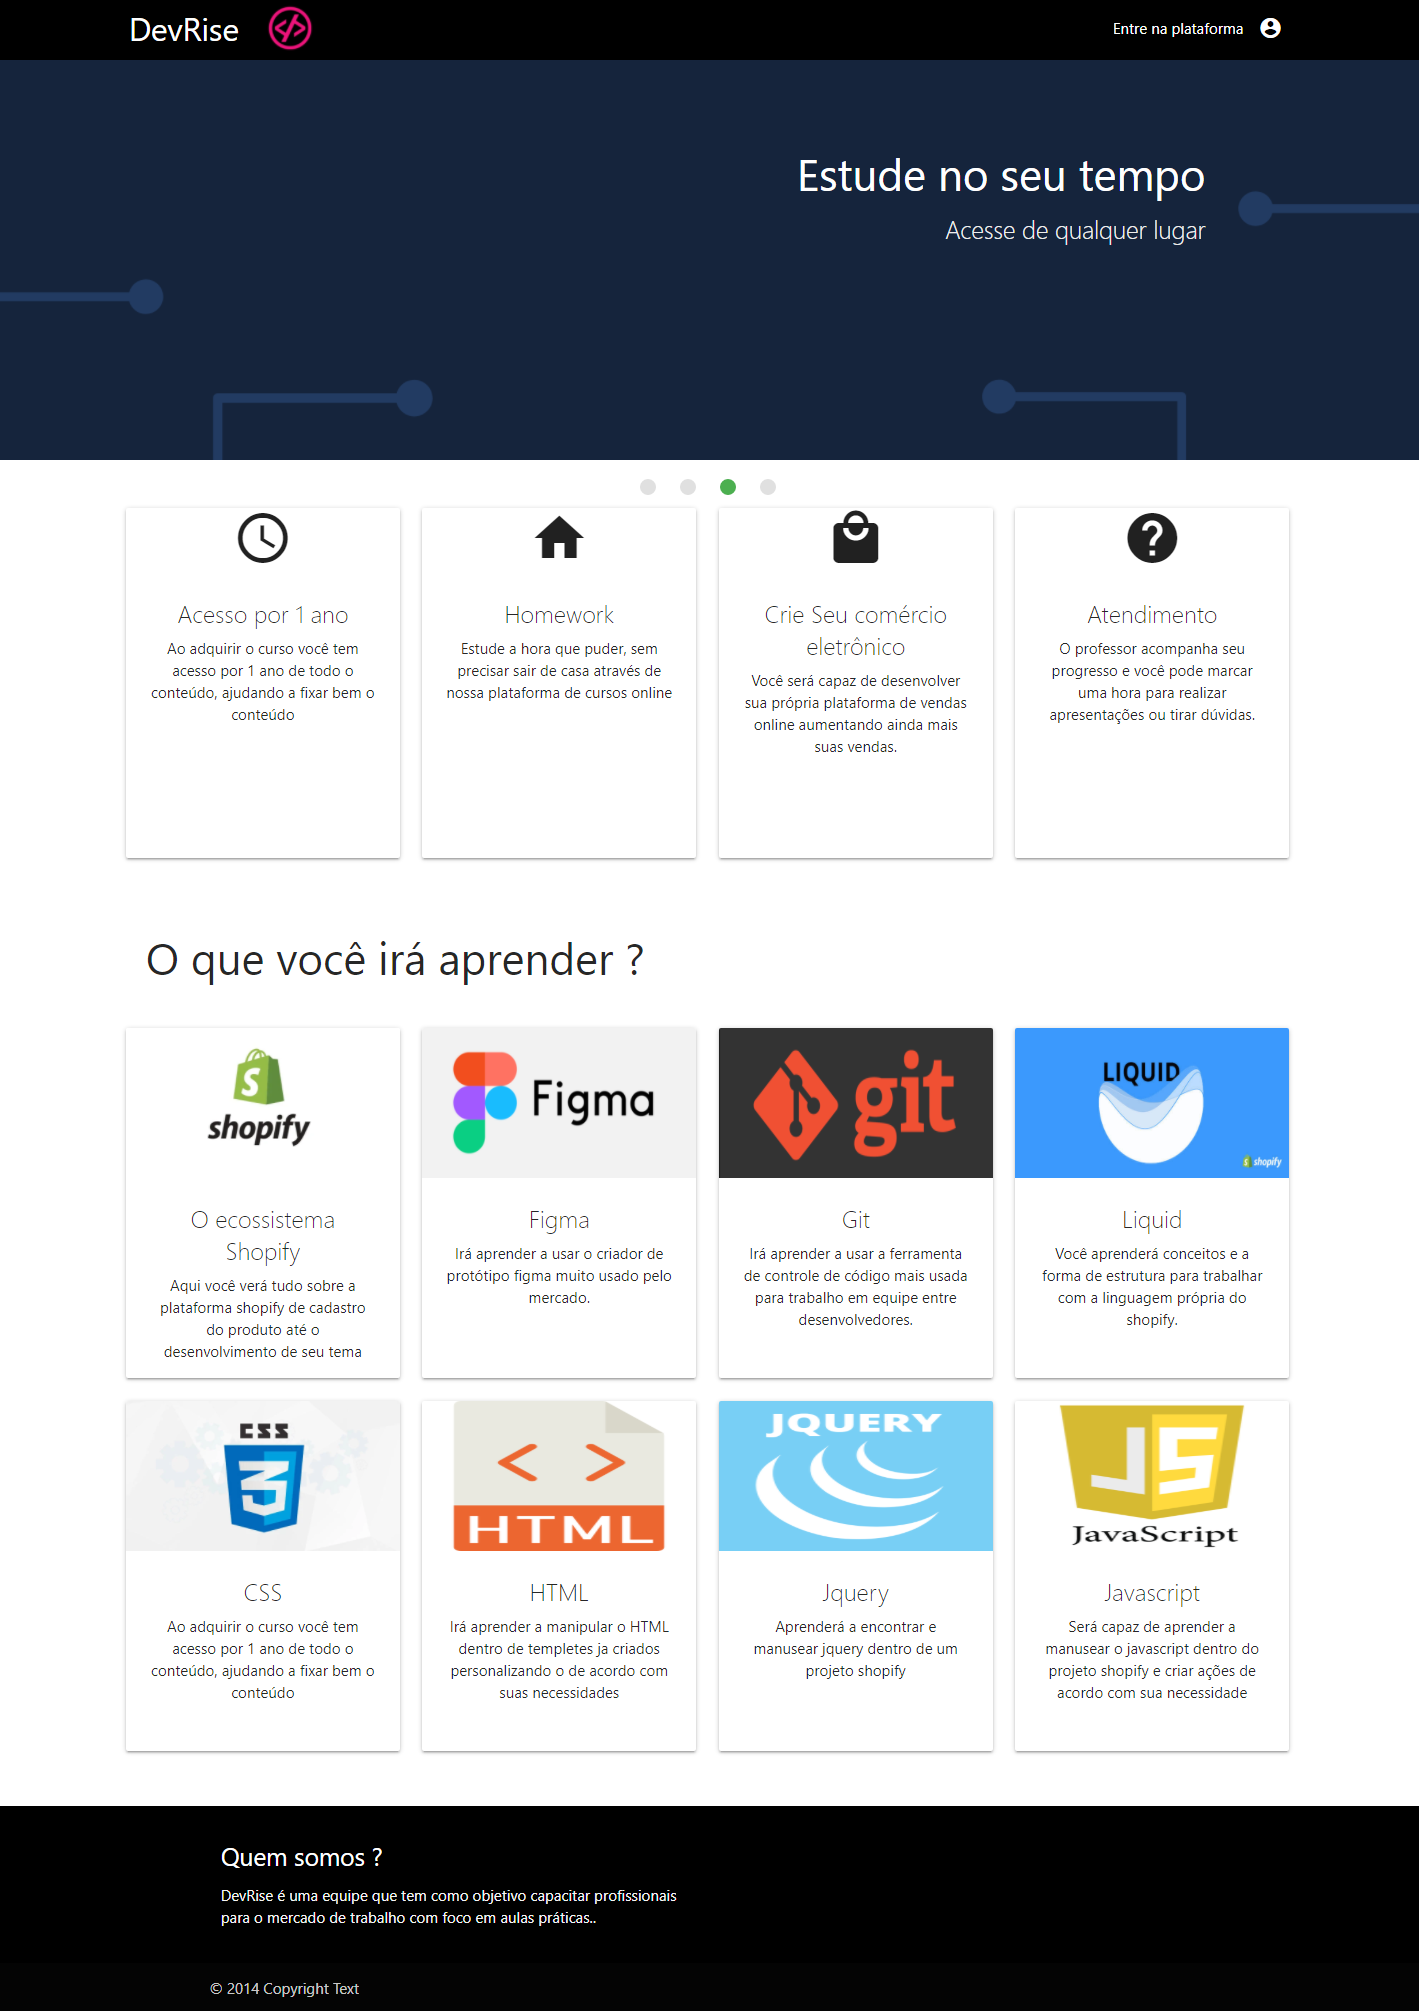 DevRise
Entre na plataforma
Estude no seu tempo
Acesse de qualquer lugar
Acesso por 1 ano
Ao adquirir o curso você tem
acesso por 1 ano de todo o
conteúdo, ajudando a fixar bem o
conteúdo
Homework
Estude a hora que puder, sem
precisar sair de casa através de
nossa plataforma de cursos online
Crie Seu comércio
eletrônico
Você será capaz de desenvolver
sua própria plataforma de vendas
online aumentando ainda mais
suas vendas.
Atendimento
O professor acompanha seu
progresso e você pode marcar
uma hora para realizar
apresentações ou tirar dúvidas.
O que você irá aprender ?
shopify
O ecossistema
Shopify
Aqui você verá tudo sobre a
plataforma shopify de cadastro
do produto até o
desenvolvimento de seu tema
Figma
Figma
Irá aprender a usar o criador de
protótipo figma muito usado pelo
mercado.
git
Git
Irá aprender a usar a ferramenta
de controle de código mais usada
para trabalho em equipe entre
desenvolvedores.
LIQUID
shopify
Liquid
Você aprenderá conceitos e a
forma de estrutura para trabalhar
com a linguagem própria do
shopify.
CSS
3
CSS
Ao adquirir o curso você tem
acesso por 1 ano de todo o
conteúdo, ajudando a fixar bem o
conteúdo
< >
HTML
HTML
Irá aprender a manipular o HTML
dentro de templetes ja criados
personalizando o de acordo com
suas necessidades
JQUERY
Jquery
Aprenderá a encontrar e
manusear jquery dentro de um
projeto shopify
JS
JavaScript
Javascript
Será capaz de aprender a
manusear o javascript dentro do
projeto shopify e criar ações de
acordo com sua necessidade
Quem somos ?
DevRise é uma equipe que tem como objetivo capacitar profissionais
para o mercado de trabalho com foco em aulas práticas..
© 2014 Copyright Text